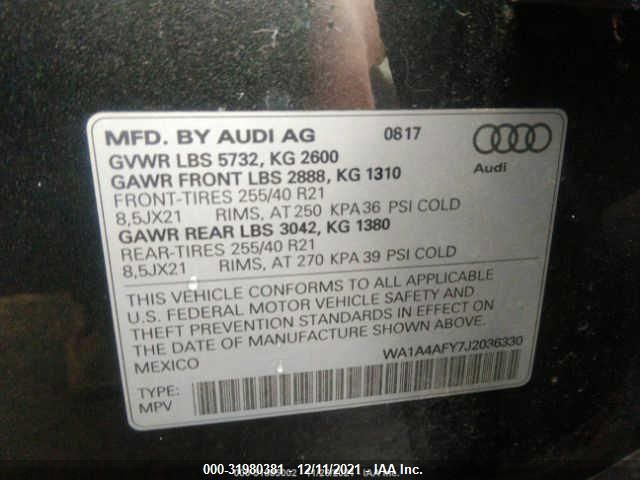 MFD. BY AUDI AG 0817
GVWR LBS 5732, KG 2600
GAWR FRONT LBS 2888, KG 1310
FRONT-TIRES 255/40 R21
8,5JX21 RIMS, AT 250 KPA 36 PSI COLD
GAWR REAR LBS 3042, KG 1380
REAR-TIRES 255/40 R21
8,5JX21 RIMS, AT 270 KPA 39 PSI COLD
Audi
THIS VEHICLE CONFORMS TO ALL APPLICABLE
U.S. FEDERAL MOTOR VEHICLE SAFETY AND
THEFT PREVENTION STANDARDS IN EFFECT ON
THE DATE OF MANUFACTURE SHOWN ABOVE.
MEXICO
WA1A4AFY7J2036330
TYPE:
MPV
000-31980381 - 12/11/2021 - IAA Inc.